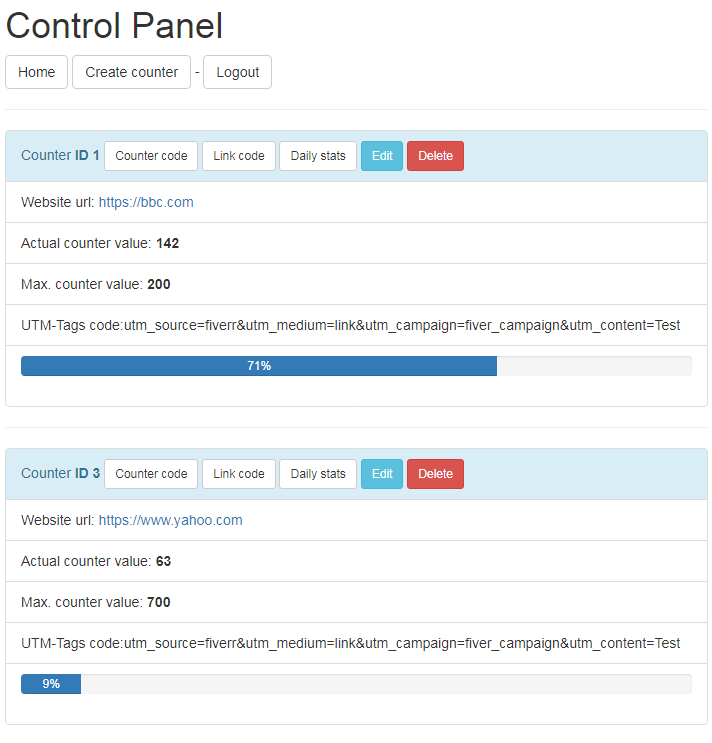 Control Panel
Home Create counter - Logout
Counter ID 1 Counter code Link code Daily stats Edit Delete
Website url: https://bbc.com
Actual counter value: 142
Max. counter value: 200
UTM-Tags code:utm_source=fiverr&utm_medium=link&utm_campaign=fiver_campaign&utm_content=Test
71%
Counter ID 3 Counter code Link code Daily stats Edit Delete
Website url: https://www.yahoo.com
Actual counter value: 63
Max. counter value: 700
UTM-Tags code:utm_source=fiverr&utm_medium=link&utm_campaign=fiver_campaign&utm_content=Test
9%